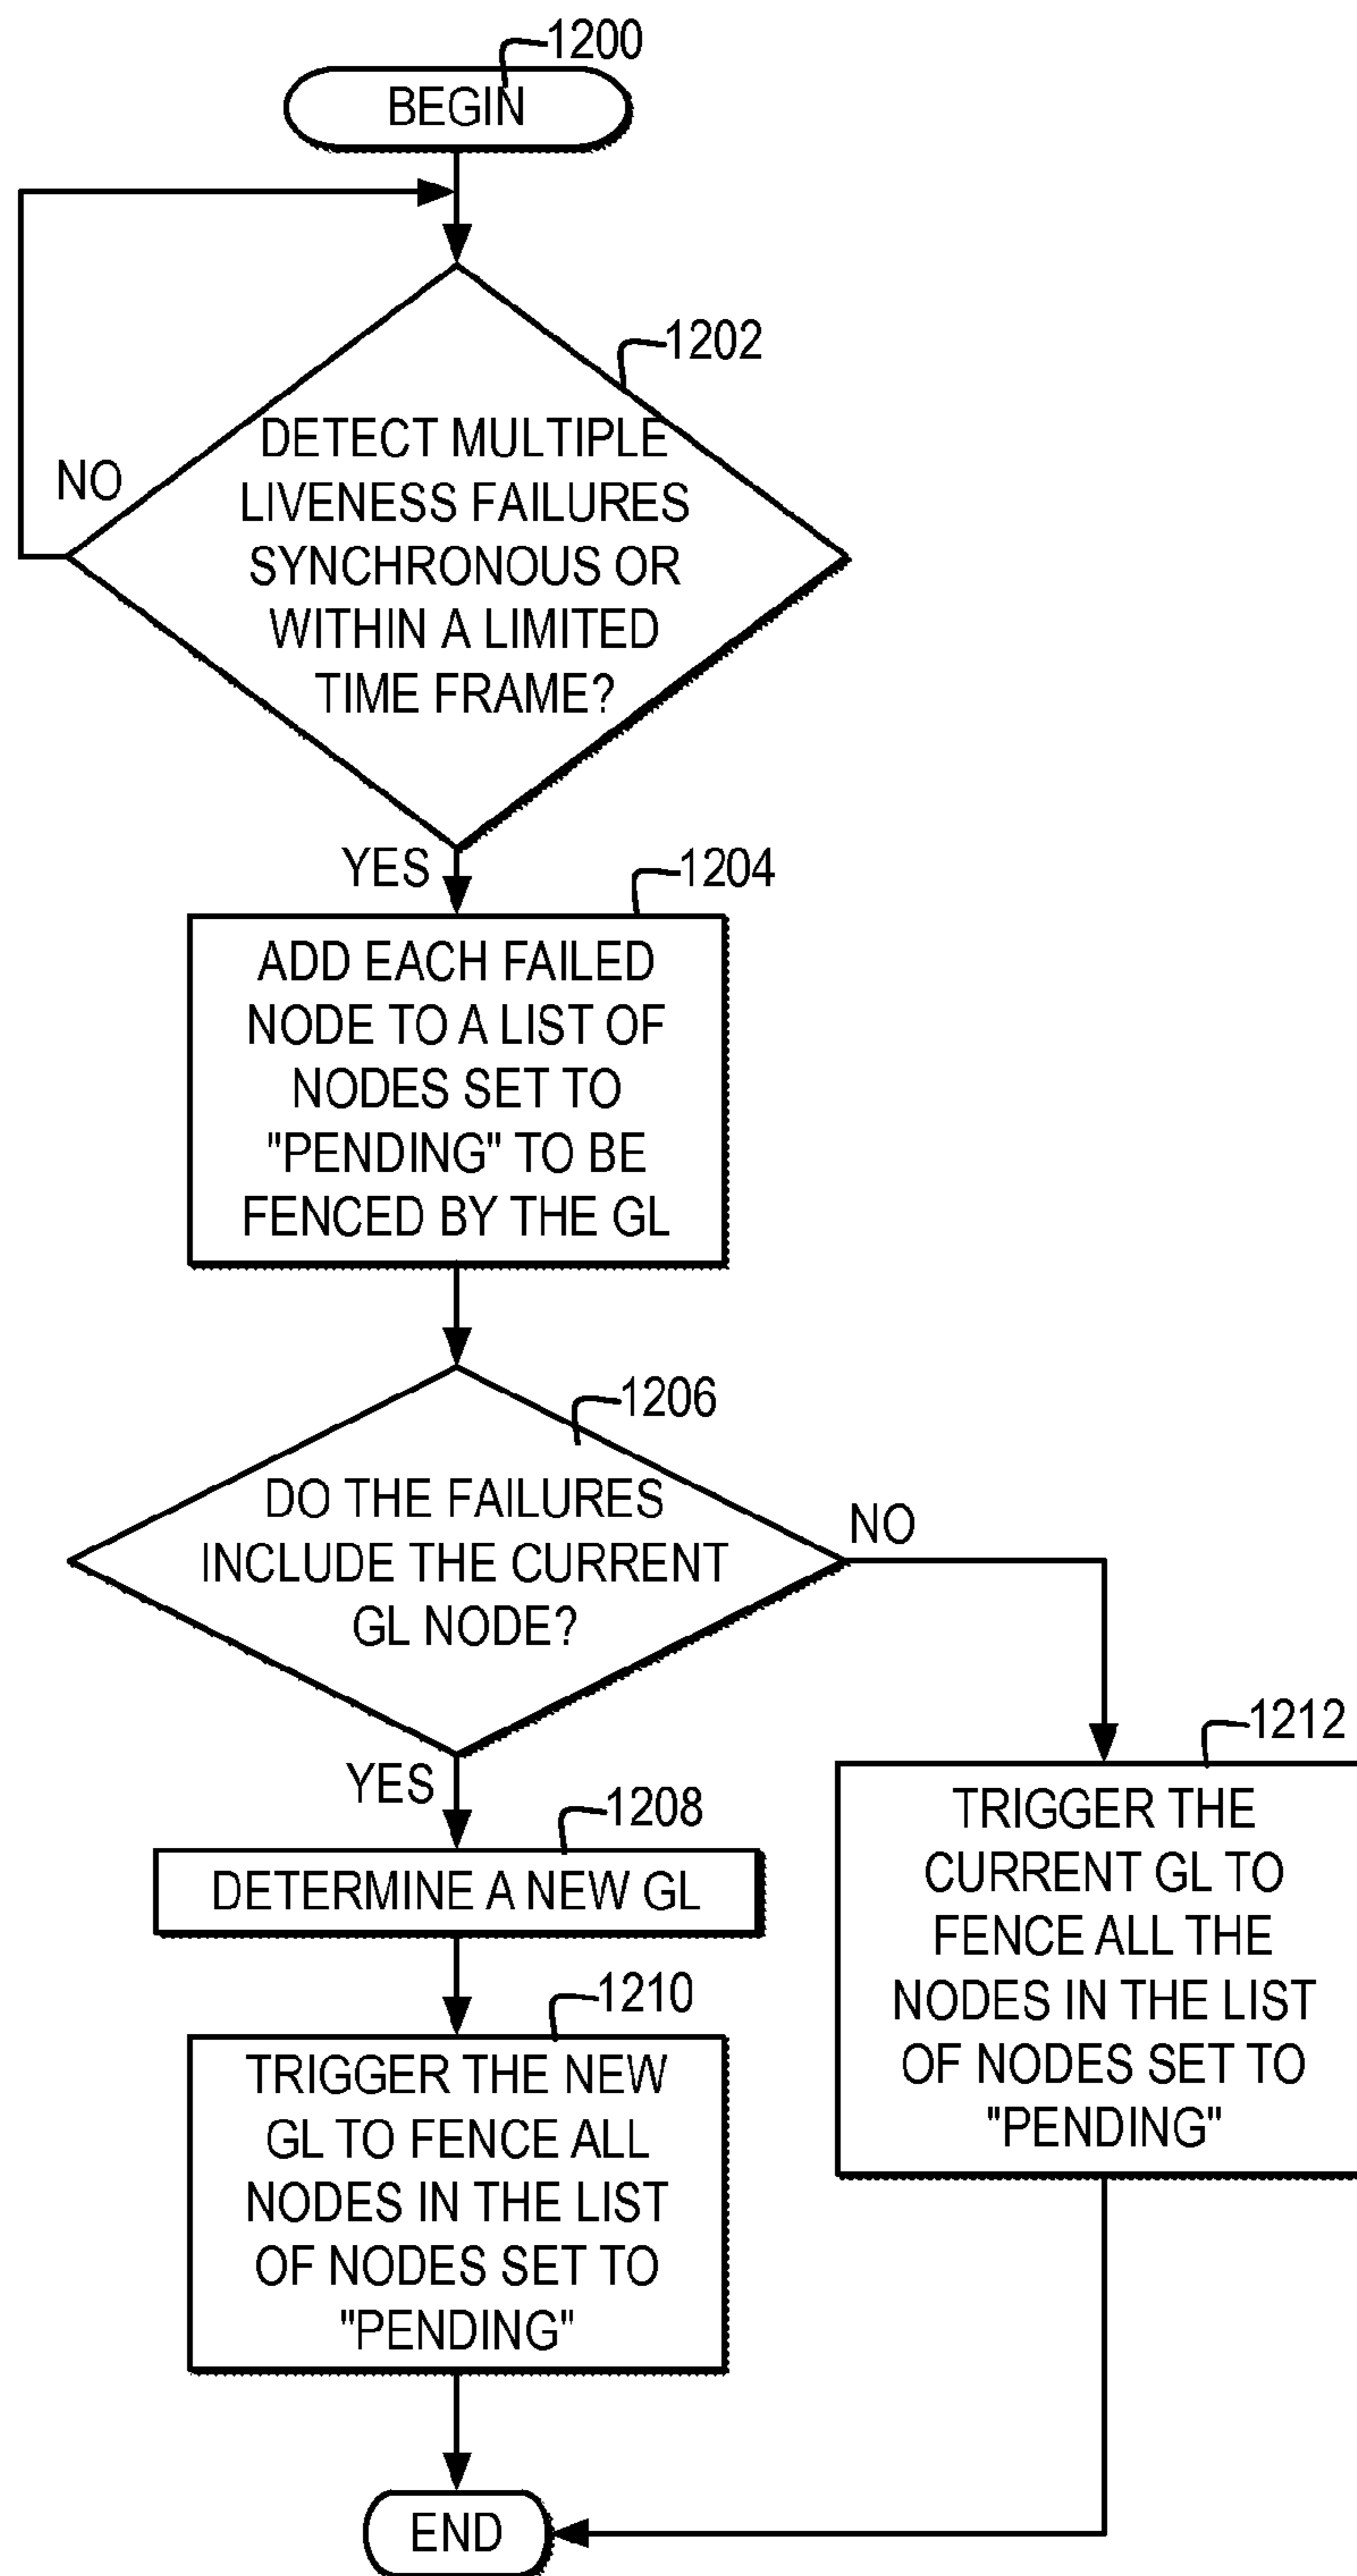 1200
BEGIN
1202
DETECT MULTIPLE
LIVENESS FAILURES
SYNCHRONOUS OR
WITHIN A LIMITED
TIME FRAME?
NO
YES
1204
ADD EACH FAILED
NODE TO A LIST OF
NODES SET TO
"PENDING" TO BE
FENCED BY THE GL
1206
DO THE FAILURES
INCLUDE THE CURRENT
GL NODE?
NO
YES
1208
DETERMINE A NEW GL
1210
TRIGGER THE NEW
GL TO FENCE ALL
NODES IN THE LIST
OF NODES SET TO
"PENDING"
1212
TRIGGER THE
CURRENT GL TO
FENCE ALL THE
NODES IN THE LIST
OF NODES SET TO
"PENDING"
END